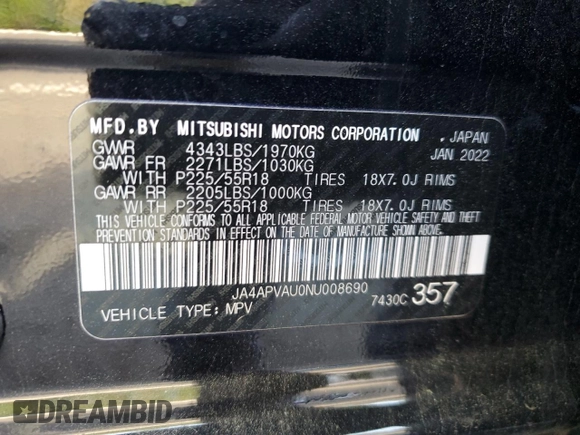 MFD.BY MITSUBISHI MOTORS CORPORATION , JAPAN
GVWR 4343LBS/1970KG JAN 2022
GAWR FR 2271LBS/1030KG
WITH P225/55R18 TIRES 18X7.0J RIMS
GAWR RR 2205LBS/1000KG
WITH P225/55R18 TIRES 18X7.0J RIMS
THIS VEHICLE CONFORMS TO ALL APPLICABLE FEDERAL MOTOR VEHICLE SAFETY AND THEFT
PREVENTION STANDARDS IN EFFECT ON THE DATE OF MANUFACTURE SHOWN ABOVE.
JA4APVAU0NU008690
VEHICLE TYPE: MPV 7430C 357
DREAMBID